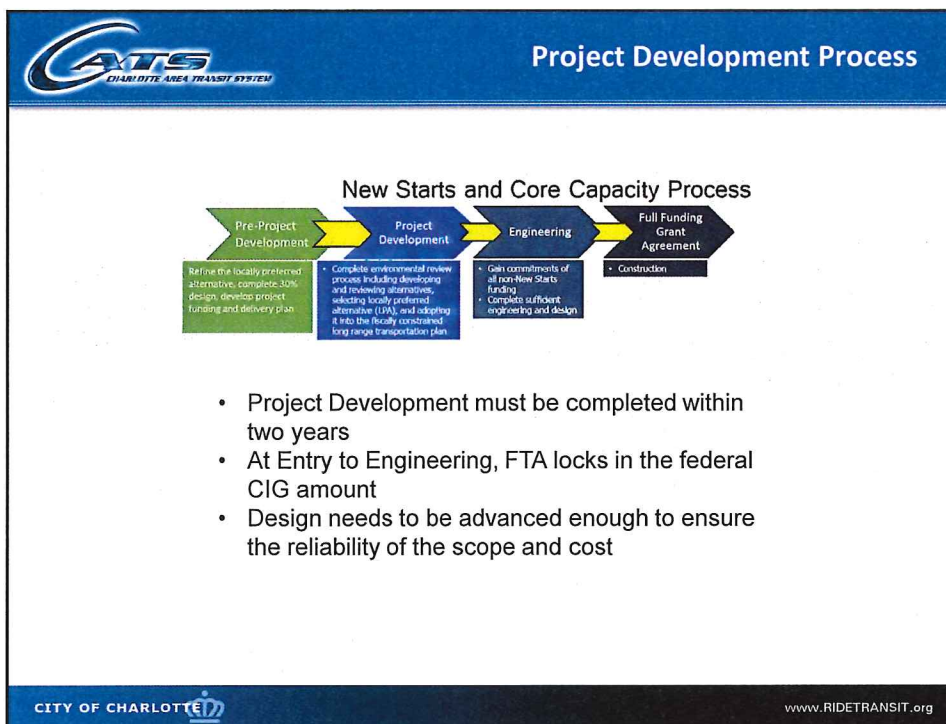 CATS
CHARLOTTE AREA TRANSIT SYSTEM
Project Development Process
New Starts and Core Capacity Process
Pre-Project
Development
Refine the locally preferred
alternative, complete 30%
design, develop project
funding and delivery plan
Project
Development
• Complete environmental review
process including developing
and reviewing alternatives,
selecting locally preferred
alternative (LPA), and adopting
it into the fiscally constrained
long range transportation plan
Engineering
• Gain commitments of
all non-New Starts
funding
• Complete sufficient
engineering and design
Full Funding
Grant
Agreement
• Construction
• Project Development must be completed within
two years
• At Entry to Engineering, FTA locks in the federal
CIG amount
• Design needs to be advanced enough to ensure
the reliability of the scope and cost
CITY OF CHARLOTTE
www.RIDETRANSIT.org